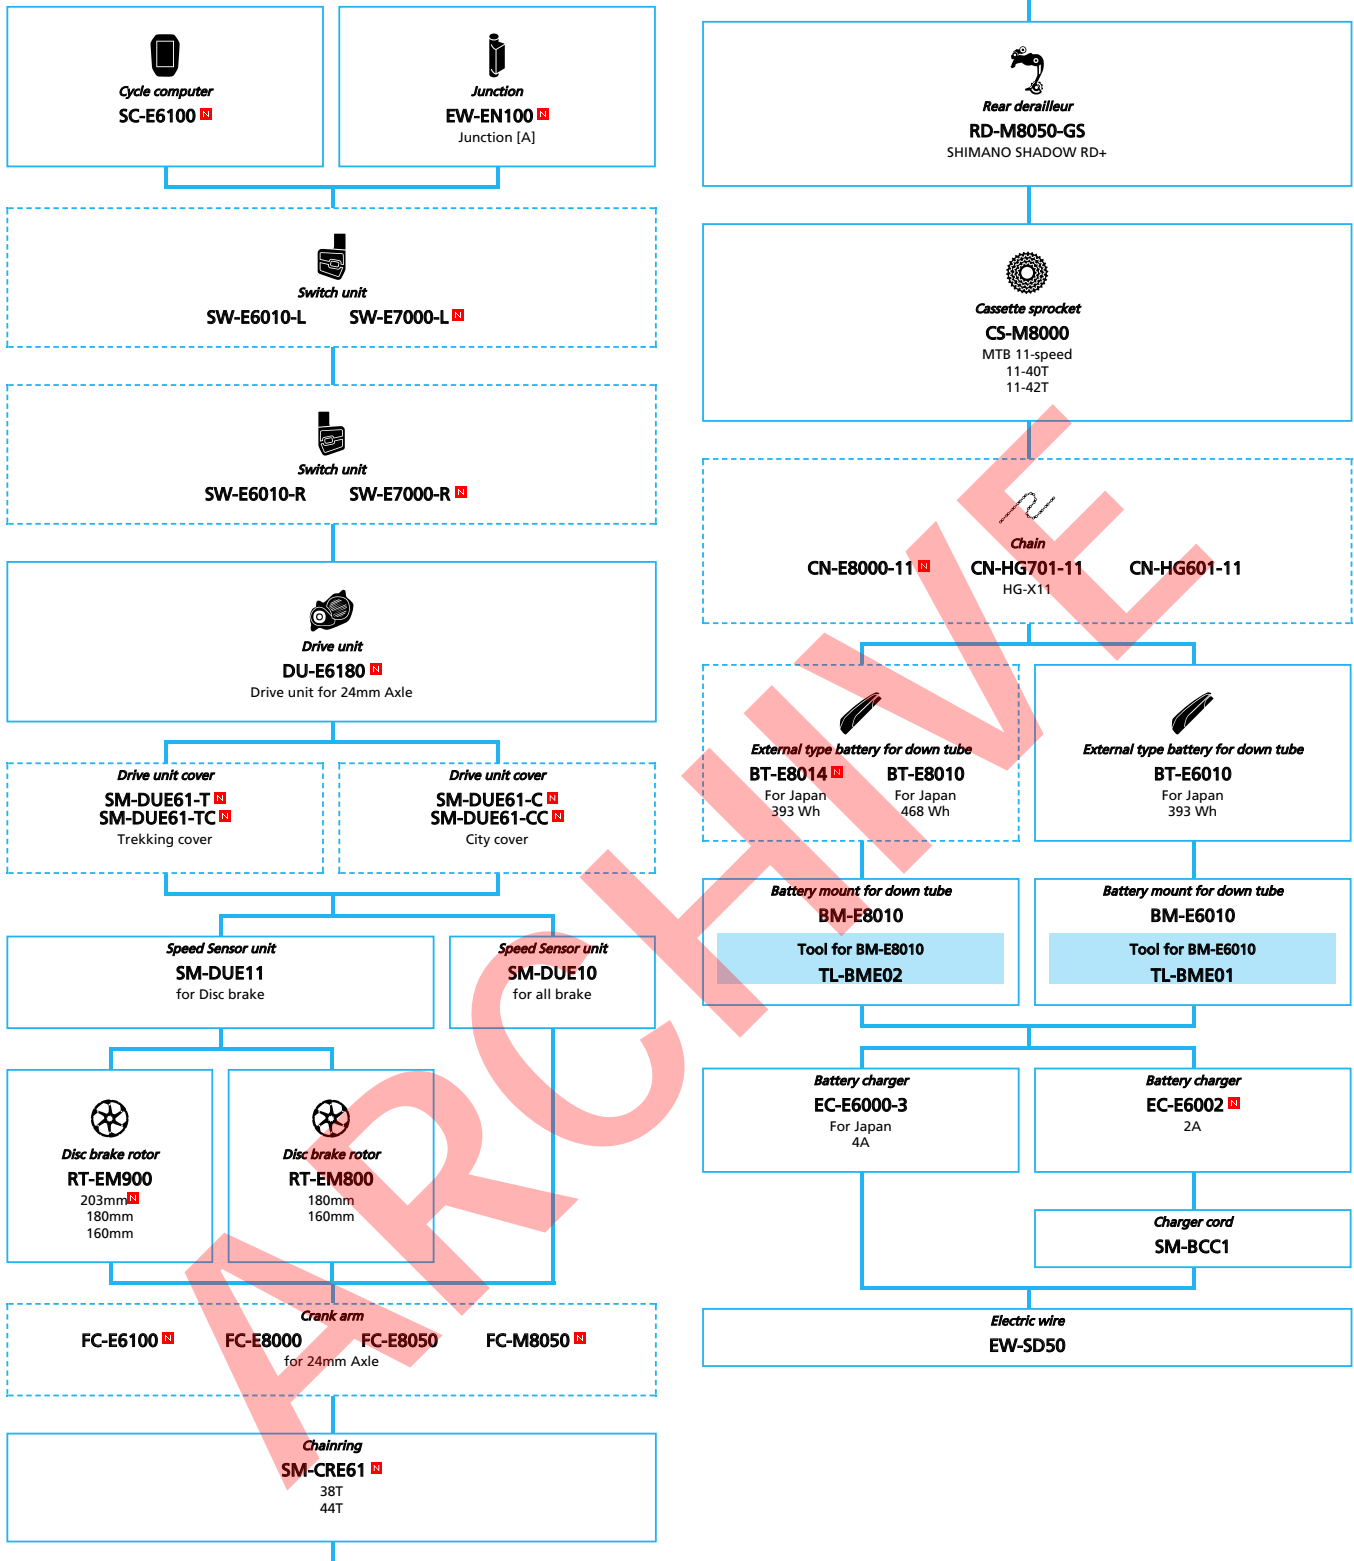 Cycle computer
SC-E6100 N
Junction
EW-EN100 N
Junction [A]
Switch unit
SW-E6010-L SW-E7000-L N
Switch unit
SW-E6010-R SW-E7000-R N
Drive unit
DU-E6180 N
Drive unit for 24mm Axle
Drive unit cover
SM-DUE61-T N
SM-DUE61-TC N
Trekking cover
Drive unit cover
SM-DUE61-C N
SM-DUE61-CC N
City cover
Speed Sensor unit
SM-DUE11
for Disc brake
Speed Sensor unit
SM-DUE10
for all brake
Disc brake rotor
RT-EM900
203mm N
180mm
160mm
Disc brake rotor
RT-EM800
180mm
160mm
Crank arm
FC-E6100 N FC-E8000 FC-E8050 FC-M8050 N
for 24mm Axle
Chainring
SM-CRE61 N
38T
44T
Rear derailleur
RD-M8050-GS
SHIMANO SHADOW RD+
Cassette sprocket
CS-M8000
MTB 11-speed
11-40T
11-42T
Chain
CN-E8000-11 N CN-HG701-11 CN-HG601-11
HG-X11
External type battery for down tube
BT-E8014 N BT-E8010
For Japan For Japan
393 Wh 468 Wh
External type battery for down tube
BT-E6010
For Japan
393 Wh
Battery mount for down tube
BM-E8010
Tool for BM-E8010
TL-BME02
Battery mount for down tube
BM-E6010
Tool for BM-E6010
TL-BME01
Battery charger
EC-E6000-3
For Japan
4A
Battery charger
EC-E6002 N
2A
Charger cord
SM-BCC1
Electric wire
EW-SD50
ARCHIVE